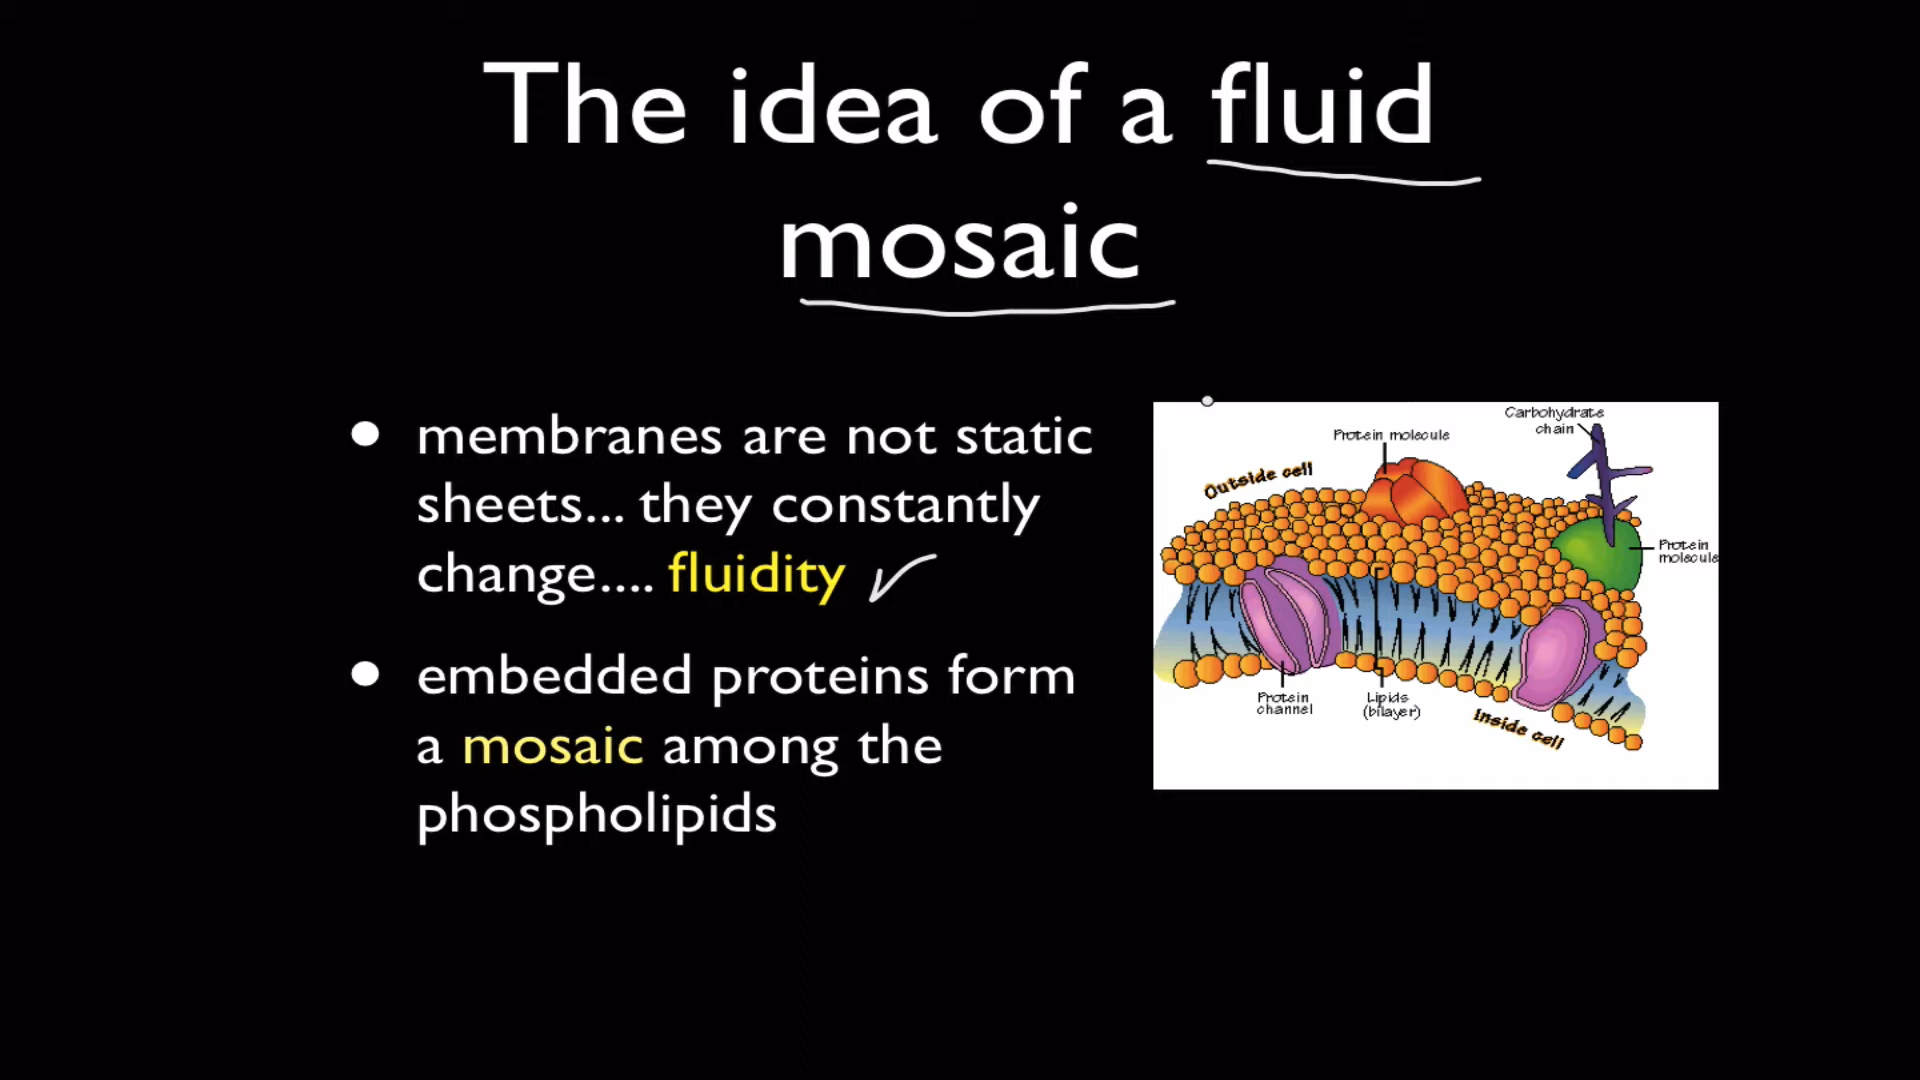 The idea of a fluid
mosaic
• membranes are not static
sheets... they constantly
change.... fluidity ✓
• embedded proteins form
a mosaic among the
phospholipids
Carbohydrate
chain
Protein molecule
Outside cell
Protein
molecule
Protein
channel
Lipids
(bilayer)
Inside cell